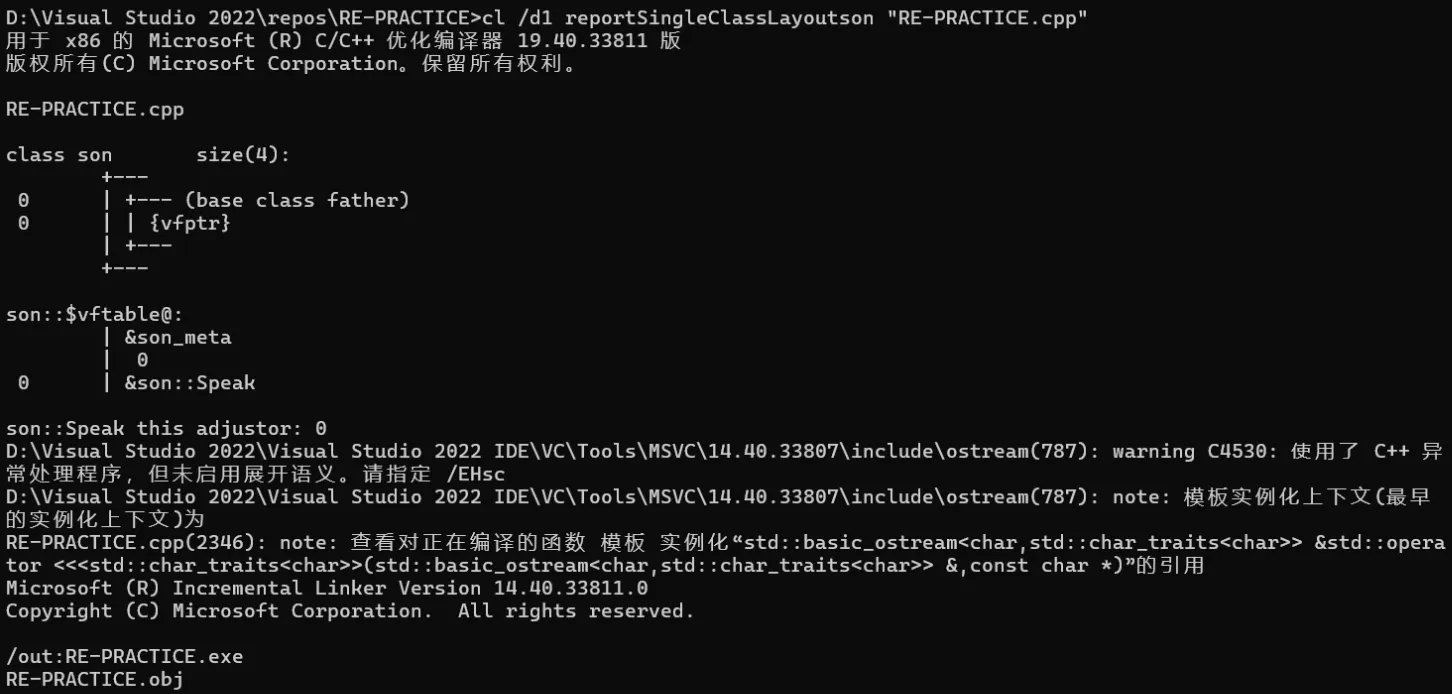 D:\Visual Studio 2022\repos\RE-PRACTICE>cl /d1 reportSingleClassLayoutson "RE-PRACTICE.cpp"
用于 x86 的 Microsoft (R) C/C++ 优化编译器 19.40.33811 版
版权所有(C) Microsoft Corporation。保留所有权利。
RE-PRACTICE.cpp
class son       size(4):
        +---
 0      | +--- (base class father)
 0      | | {vfptr}
        | +---
        +---
son::$vftable@:
        | &son_meta
        |  0
 0      | &son::Speak
son::Speak this adjustor: 0
D:\Visual Studio 2022\Visual Studio 2022 IDE\VC\Tools\MSVC\14.40.33807\include\ostream(787): warning C4530: 使用了 C++ 异
常处理程序，但未启用展开语义。请指定 /EHsc
D:\Visual Studio 2022\Visual Studio 2022 IDE\VC\Tools\MSVC\14.40.33807\include\ostream(787): note: 模板实例化上下文(最早
的实例化上下文)为
RE-PRACTICE.cpp(2346): note: 查看对正在编译的函数 模板 实例化“std::basic_ostream<char,std::char_traits<char>> &std::opera
tor <<<std::char_traits<char>>(std::basic_ostream<char,std::char_traits<char>> &,const char *)”的引用
Microsoft (R) Incremental Linker Version 14.40.33811.0
Copyright (C) Microsoft Corporation.  All rights reserved.
/out:RE-PRACTICE.exe
RE-PRACTICE.obj